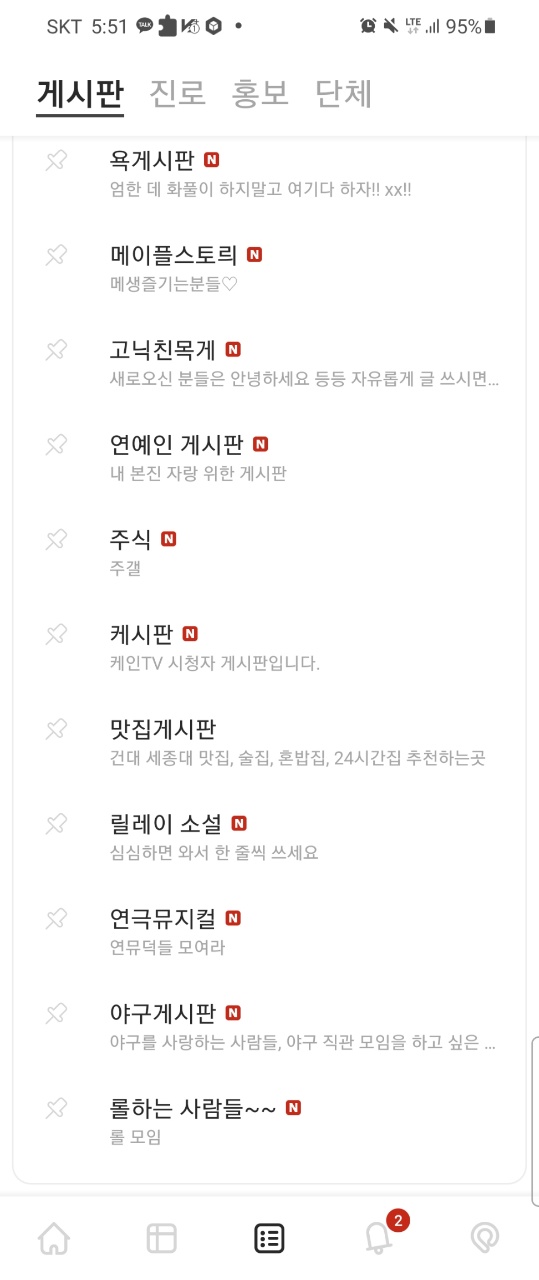 SKT 5:51 TALK LTE 95%
게시판 진로 홍보 단체
욕게시판 N
엄한 데 화풀이 하지말고 여기다 하자!! xx!!
메이플스토리 N
메생즐기는분들♡
고닉친목게 N
새로오신 분들은 안녕하세요 등등 자유롭게 글 쓰시면...
연예인 게시판 N
내 본진 자랑 위한 게시판
주식 N
주갤
케시판 N
케인TV 시청자 게시판입니다.
맛집게시판
건대 세종대 맛집, 술집, 혼밥집, 24시간집 추천하는곳
릴레이 소설 N
심심하면 와서 한 줄씩 쓰세요
연극뮤지컬 N
연뮤덕들 모여라
야구게시판 N
야구를 사랑하는 사람들, 야구 직관 모임을 하고 싶은 ...
롤하는 사람들~~ N
롤 모임
2